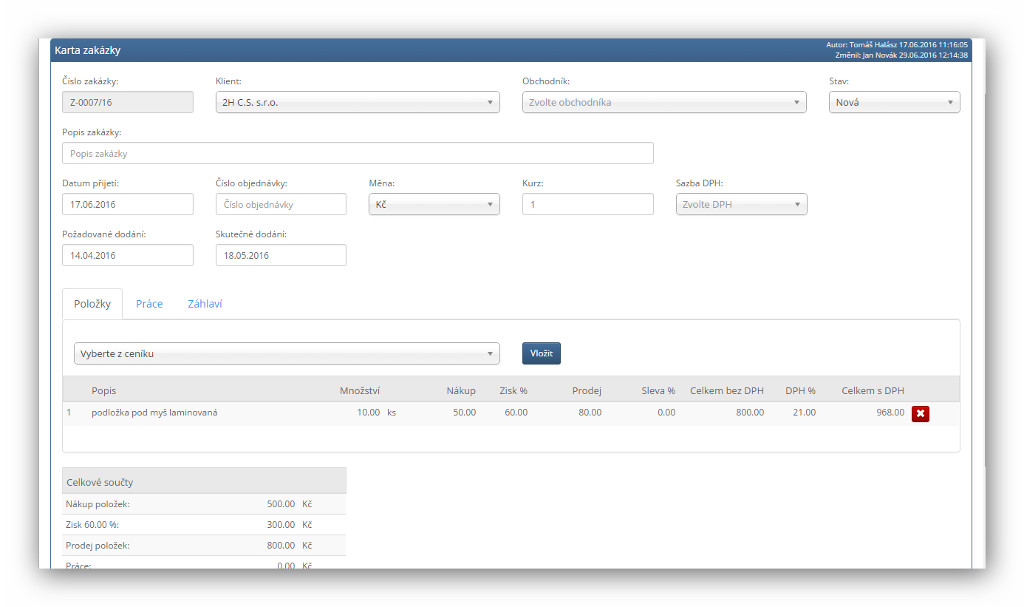 Karta zakázky
Autor: Tomáš Halász 17.06.2016 11:16:05
Změnil: Jan Novák 29.06.2016 12:14:38
Číslo zakázky: Klient: Obchodník: Stav:
Z-0007/16 2H C.S. s.r.o. Zvolte obchodníka Nová
Popis zakázky:
Popis zakázky
Datum přijetí: Číslo objednávky: Měna: Kurz: Sazba DPH:
17.06.2016 Číslo objednávky Kč 1 Zvolte DPH
Požadované dodání: Skutečné dodání:
14.04.2016 18.05.2016
Položky Práce Záhlaví
Vyberte z ceníku Vložit
Popis Množství Nákup Zisk % Prodej Sleva % Celkem bez DPH DPH % Celkem s DPH
1 podložka pod myš laminovaná 10.00 ks 50.00 60.00 80.00 0.00 800.00 21.00 968.00
Celkové součty
Nákup položek: 500.00 Kč
Zisk 60.00 %: 300.00 Kč
Prodej položek: 800.00 Kč
Práce: 0.00 Kč